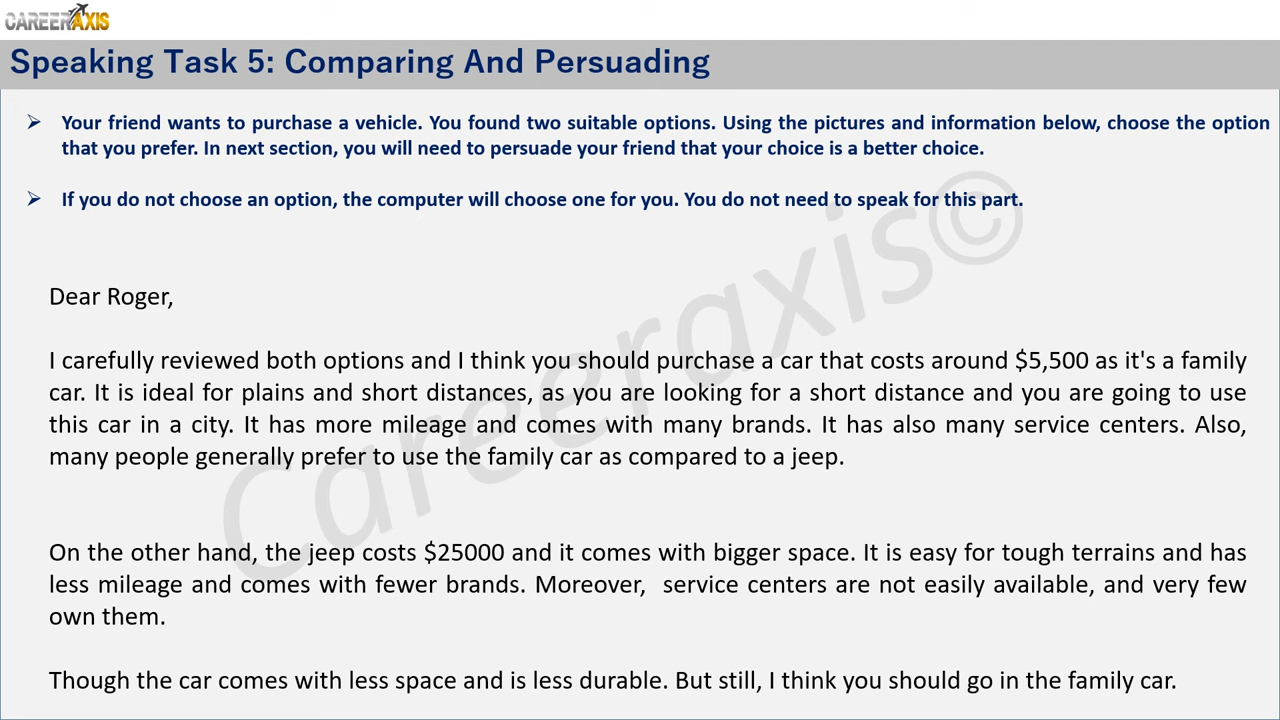 CAREERAXIS
Speaking Task 5: Comparing And Persuading
➢ Your friend wants to purchase a vehicle. You found two suitable options. Using the pictures and information below, choose the option
that you prefer. In next section, you will need to persuade your friend that your choice is a better choice.
➢ If you do not choose an option, the computer will choose one for you. You do not need to speak for this part.
Careeraxis©
Dear Roger,
I carefully reviewed both options and I think you should purchase a car that costs around $5,500 as it's a family
car. It is ideal for plains and short distances, as you are looking for a short distance and you are going to use
this car in a city. It has more mileage and comes with many brands. It has also many service centers. Also,
many people generally prefer to use the family car as compared to a jeep.
On the other hand, the jeep costs $25000 and it comes with bigger space. It is easy for tough terrains and has
less mileage and comes with fewer brands. Moreover,  service centers are not easily available, and very few
own them.
Though the car comes with less space and is less durable. But still, I think you should go in the family car.